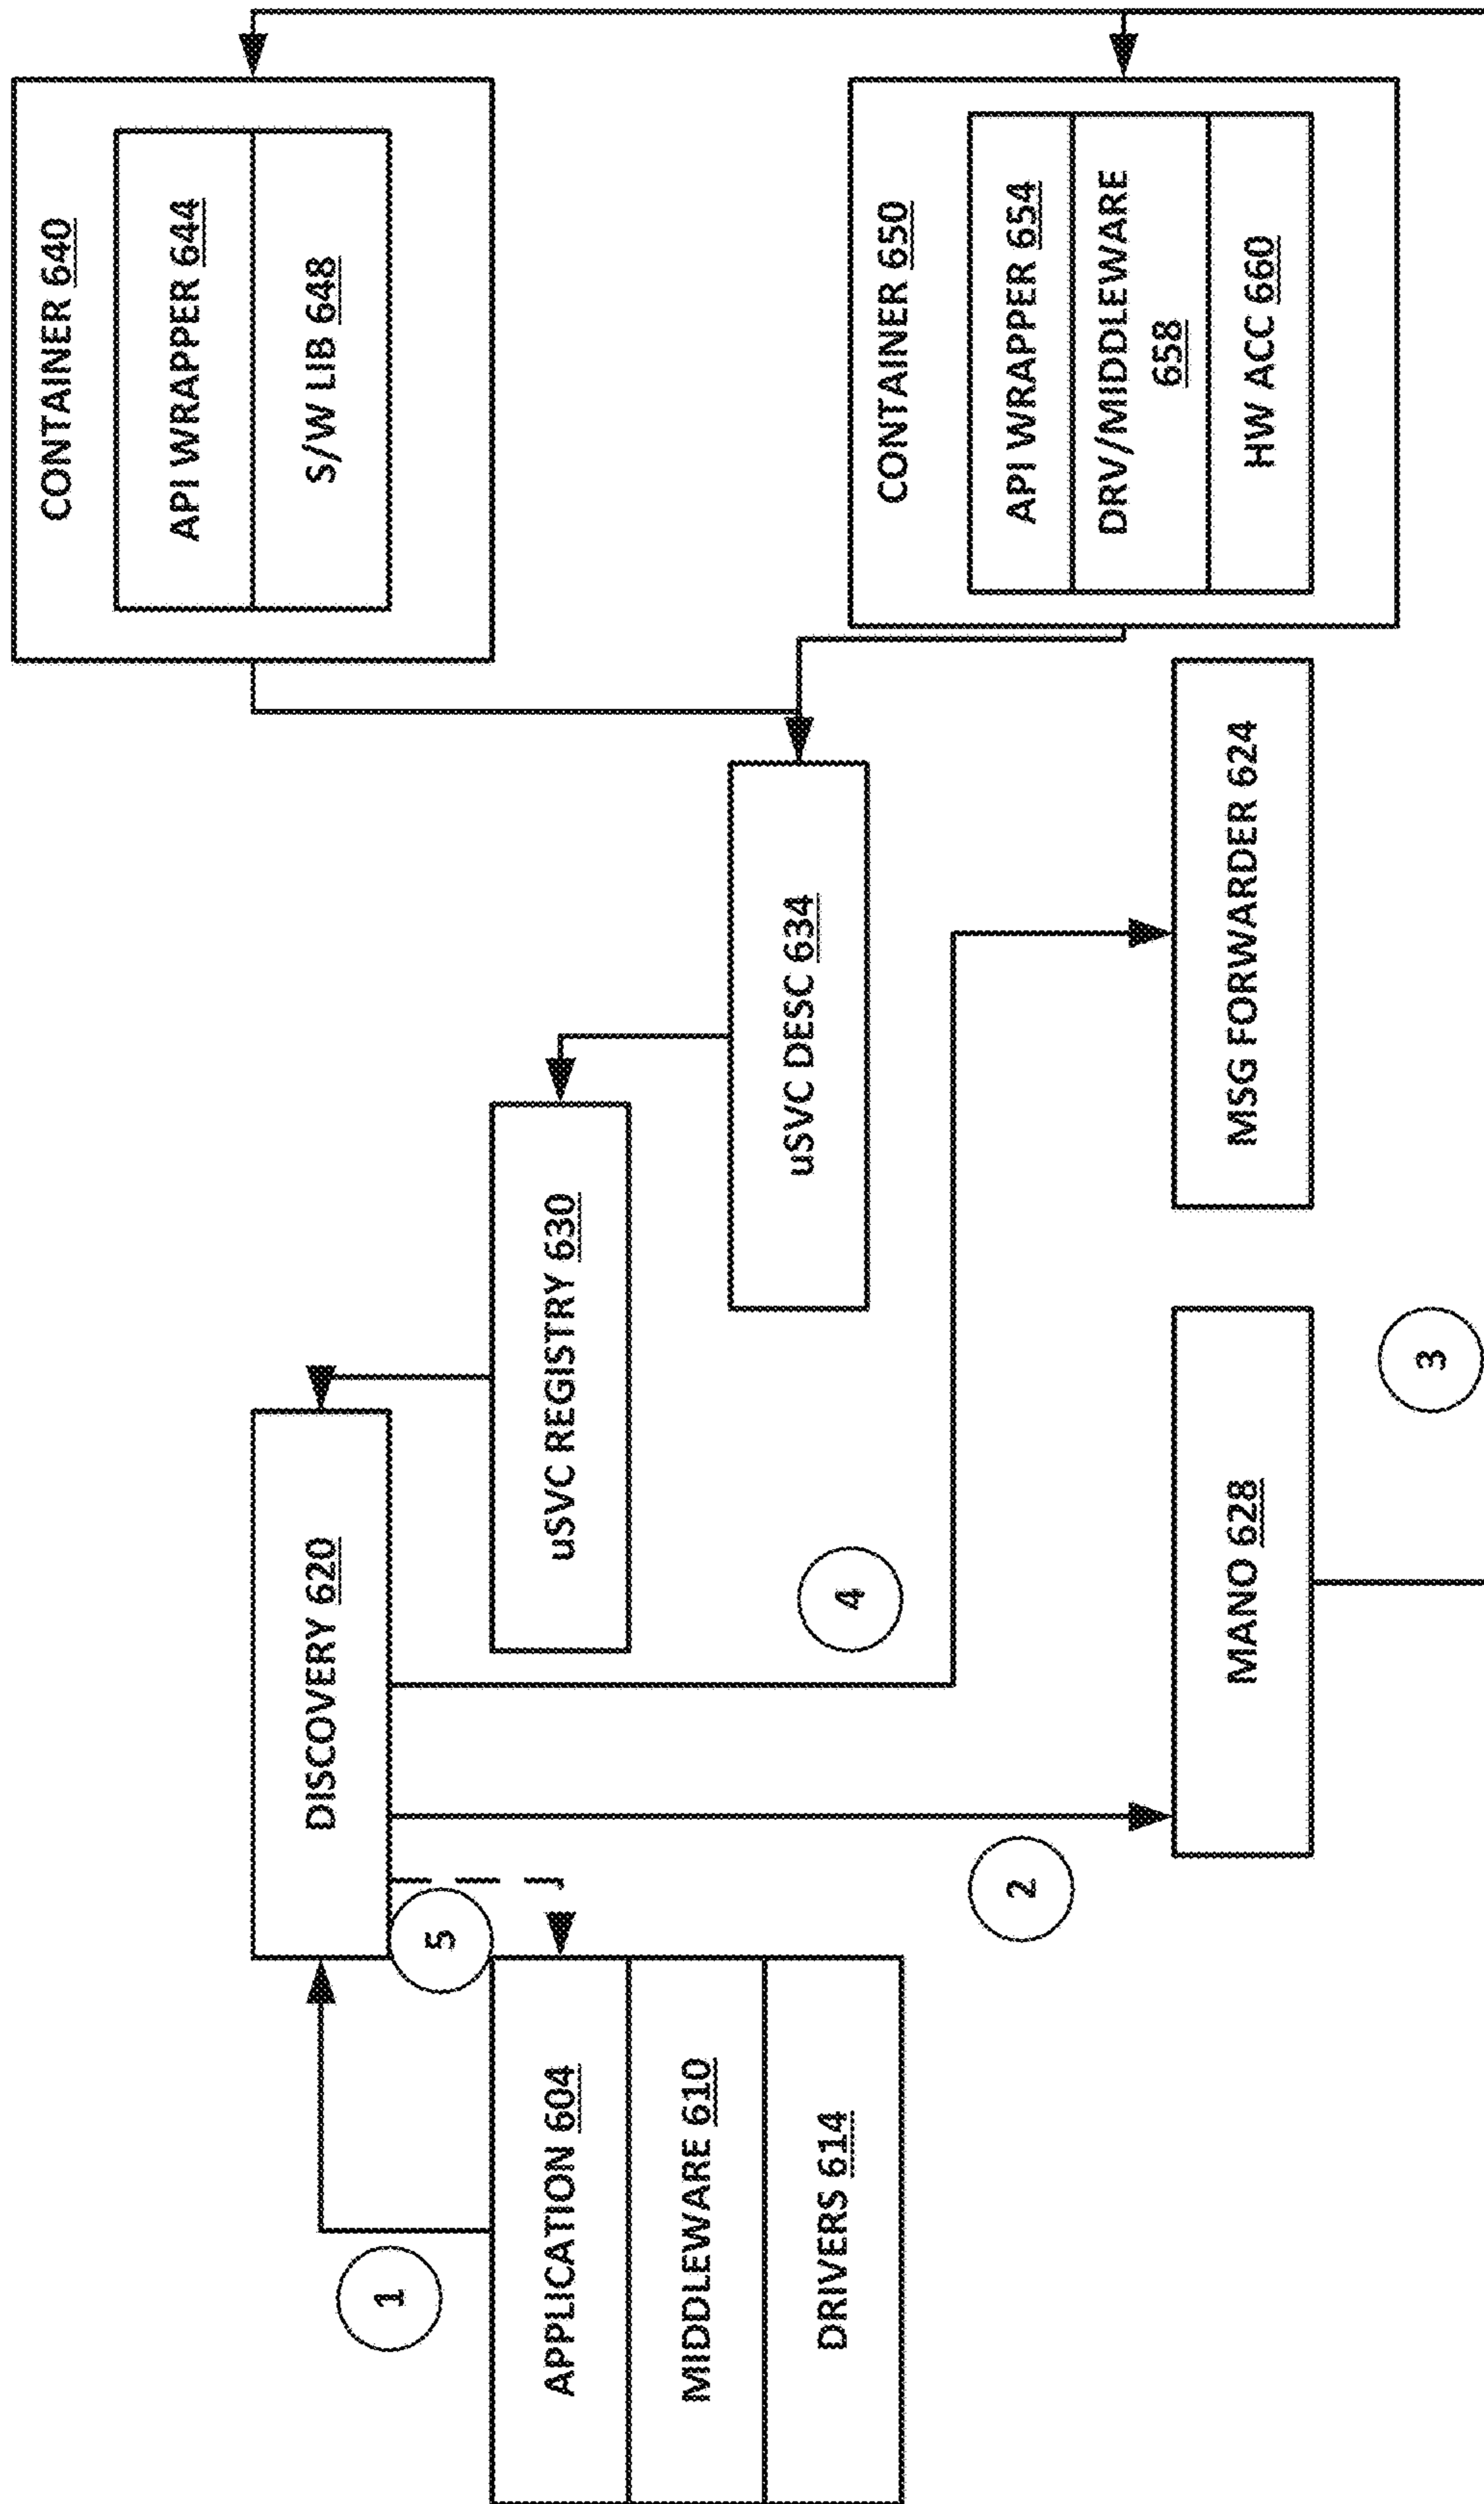 CONTAINER 640
API WRAPPER 644
S/W LIB 648
DISCOVERY 620
1
5
APPLICATION 604
MIDDLEWARE 610
DRIVERS 614
uSVC REGISTRY 630
uSVC DESC 634
4
2
CONTAINER 650
API WRAPPER 654
DRV/MIDDLEWARE
658
HW ACC 660
MANO 628
MSG FORWARDER 624
3